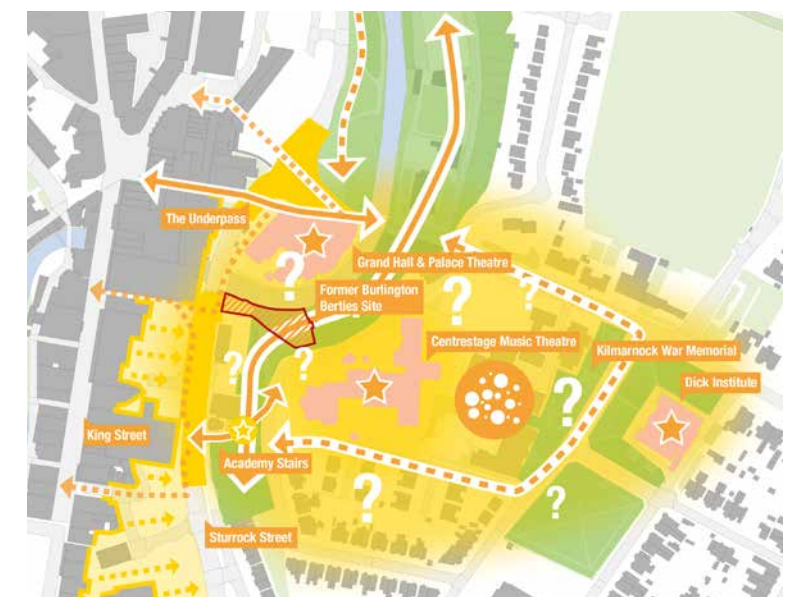 The Underpass
Grand Hall & Palace Theatre
?
Former Burlington
Berties Site
?
?
Centrestage Music Theatre
Kilmarnock War Memorial
?
?
Dick Institute
?
King Street
Academy Stairs
?
?
Sturrock Street